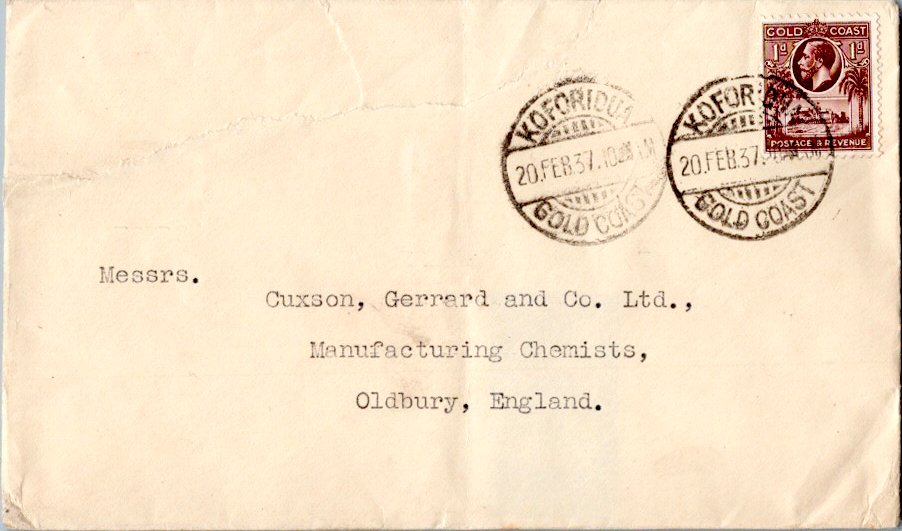 GOLD COAST
1d 1d
POSTAGE & REVENUE
KOFORIDUA
20.FEB.37.
GOLD COAST
KOFORIDUA
20.FEB.37.
GOLD COAST
Messrs.
Cuxson, Gerrard and Co. Ltd.,
Manufacturing Chemists,
Oldbury, England.